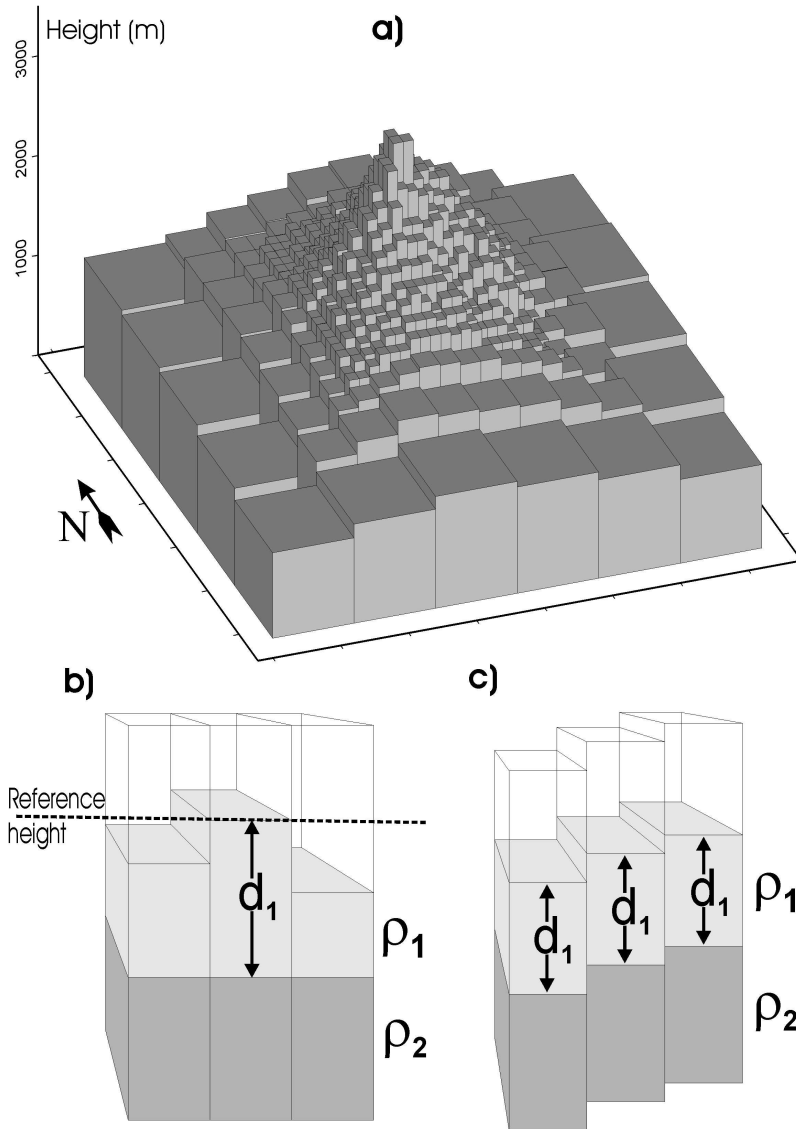 Height (m)
a)
3000
2000
1000
N
b)
c)
Reference
height
d1
ρ1
ρ2
d1
d1
d1
ρ1
ρ2